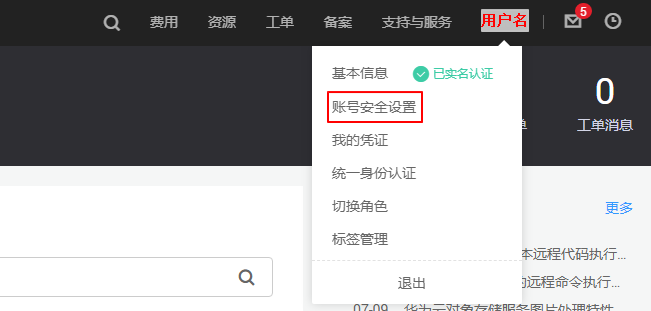 费用 资源 工单 备案 支持与服务 用户名 5
基本信息 已实名认证
账号安全设置
我的凭证
统一身份认证
切换角色
标签管理
退出
0
单 工单消息
更多
本远程代码执行...
的远程命令执行...
07-09 华为云对象存储服务图片处理特性